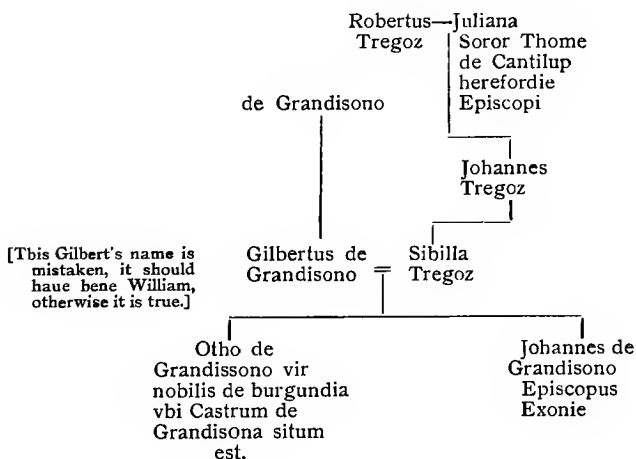 Robertus—Juliana
Tregoz
Soror Thome
de Cantilup
herefordie
Episcopi
de Grandisono
Johannes
Tregoz
[Tbis Gilbert's name is
mistaken, it should
haue bene William,
otherwise it is true.]
Gilbertus de
Grandisono
=
Sibilla
Tregoz
Otho de
Grandissono vir
nobilis de burgundia
vbi Castrum de
Grandisona situm
est.
Johannes de
Grandisono
Episcopus
Exonie